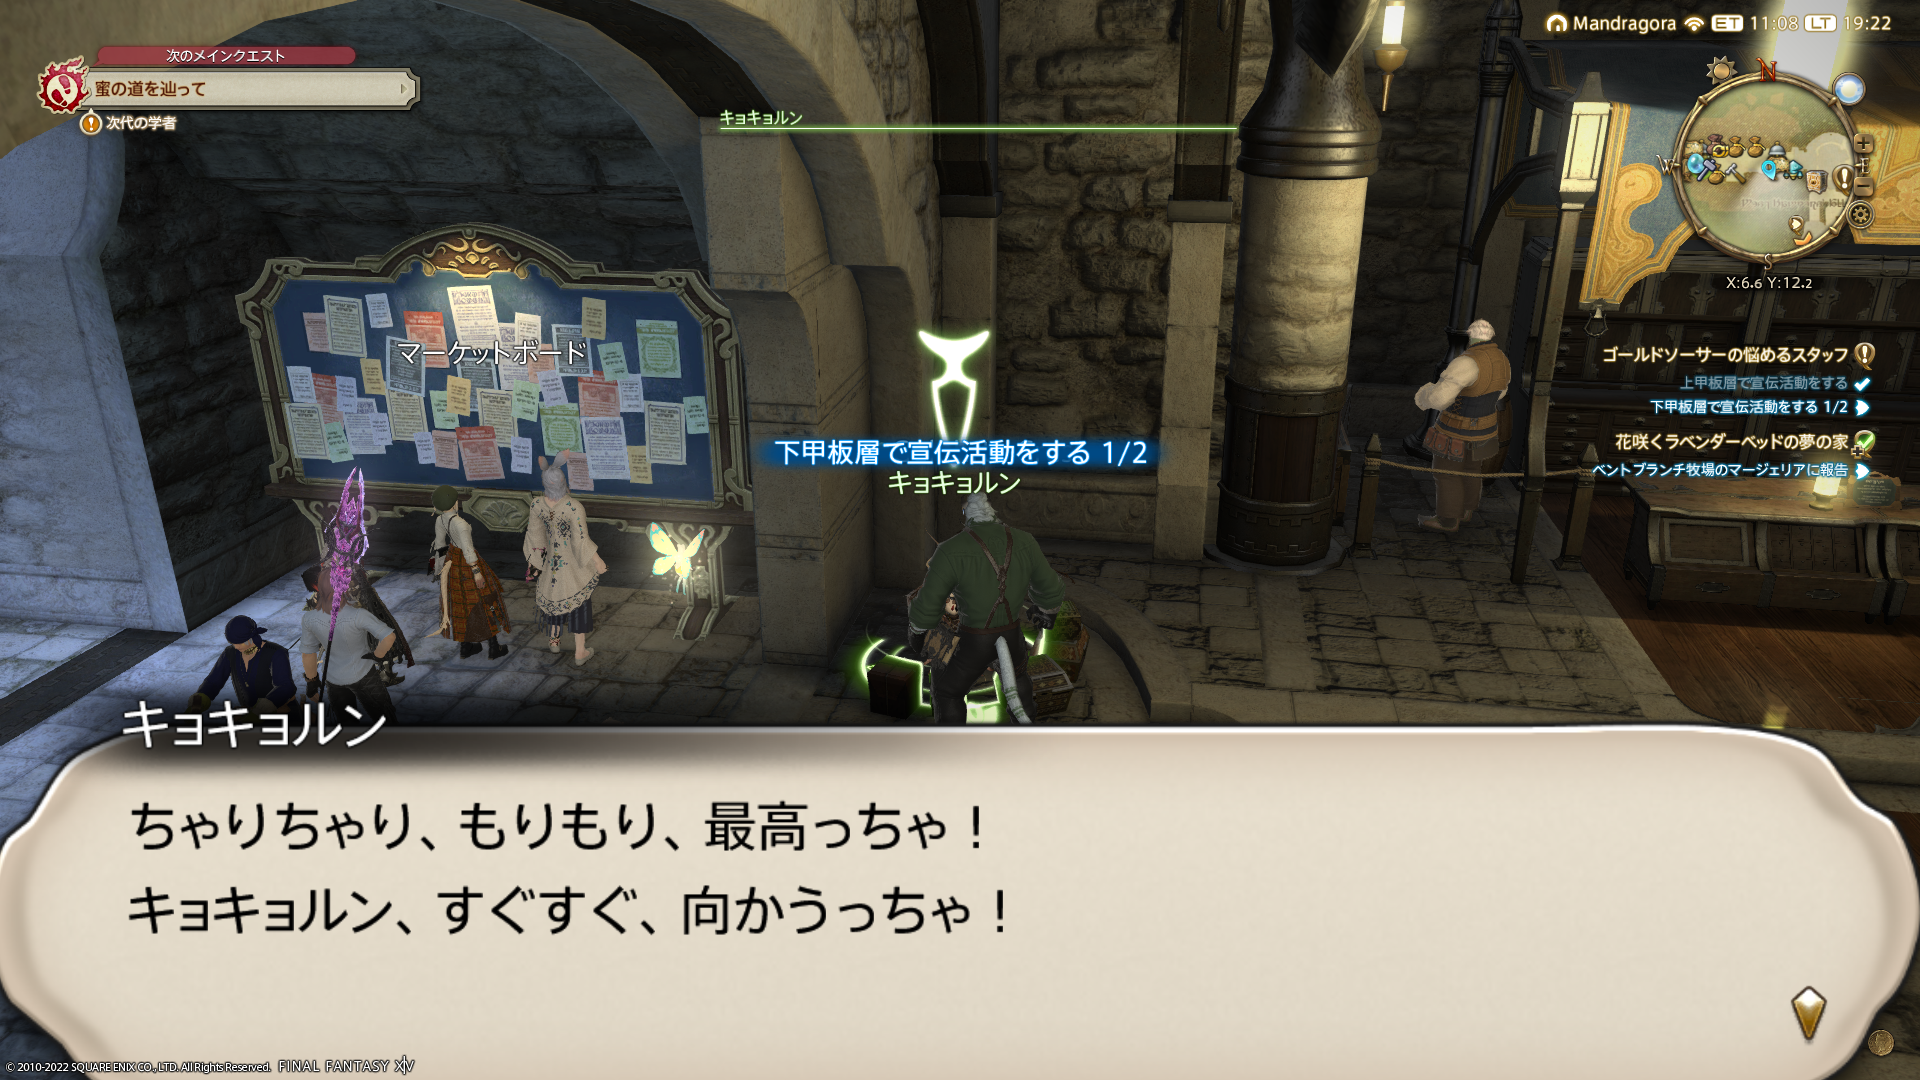 Mandragora ET 11:08 LT 19:22
次のメインクエスト
蜜の道を辿って
次代の学者
キョキョルン
N
W
E
S
X:6.6 Y:12.2
マーケットボード
ゴールドソーサーの悩めるスタッフ
上甲板層で宣伝活動をする
下甲板層で宣伝活動をする 1/2
花咲くラベンダーベッドの夢の家
ベントブランチ牧場のマージェリアに報告
下甲板層で宣伝活動をする 1/2
キョキョルン
キョキョルン
ちゃりちゃり、もりもり、最高っちゃ！
キョキョルン、すぐすぐ、向かうっちゃ！
© 2010-2022 SQUARE ENIX CO., LTD. All Rights Reserved. FINAL FANTASY XIV